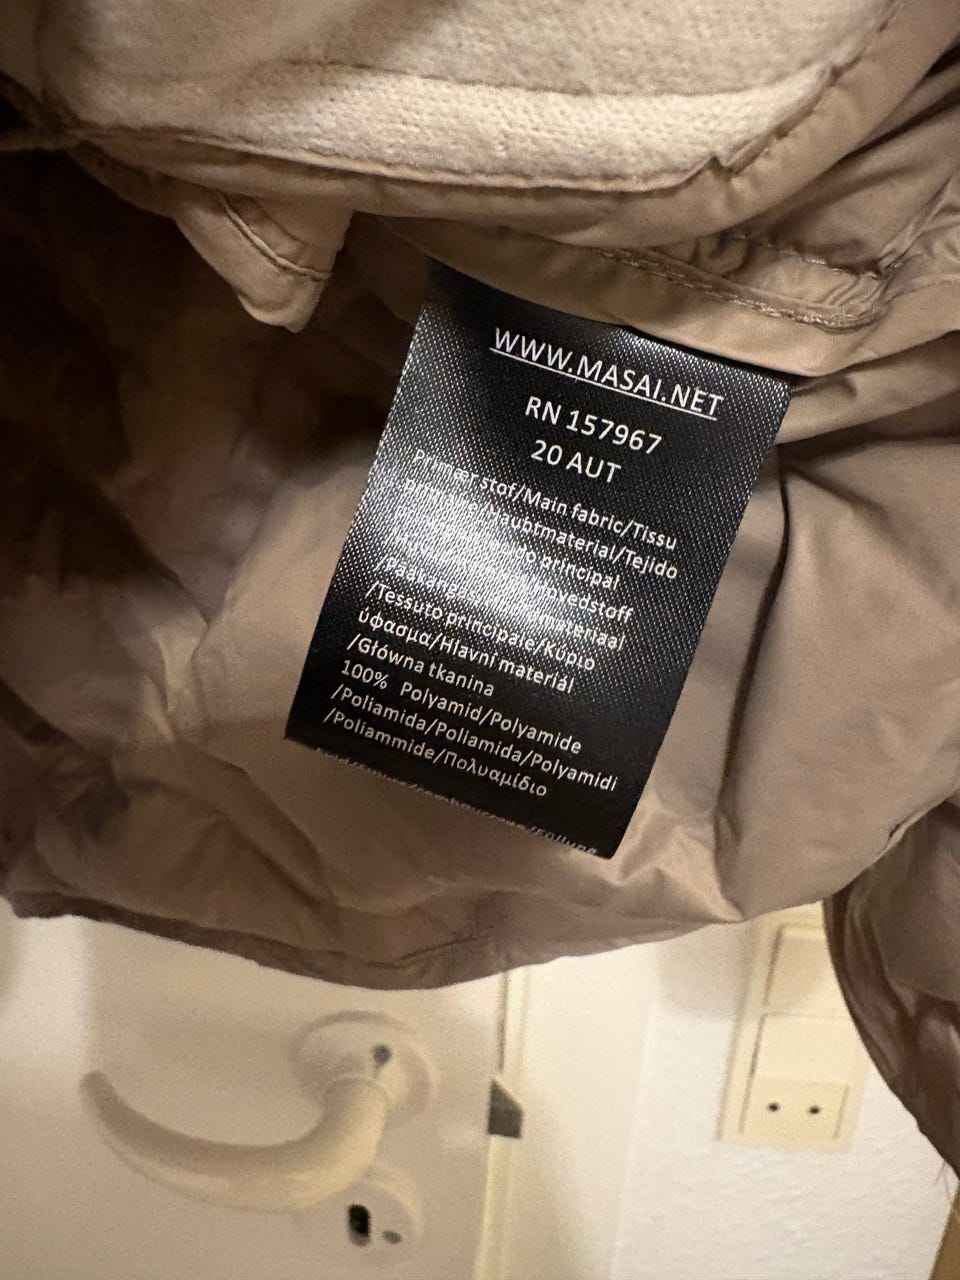 WWW.MASAI.NET
RN 157967
20 AUT
Primær stof/Main fabric/Tissu
/Hauptmaterial/Tejido
principal
/Tessuto principale/Κύριο
ύφασμα/Hlavní materiál
/Główna tkanina
100% Polyamid/Polyamide
/Poliamida/Poliamida/Polyamidi
/Poliammide/Πολυαμίδιο